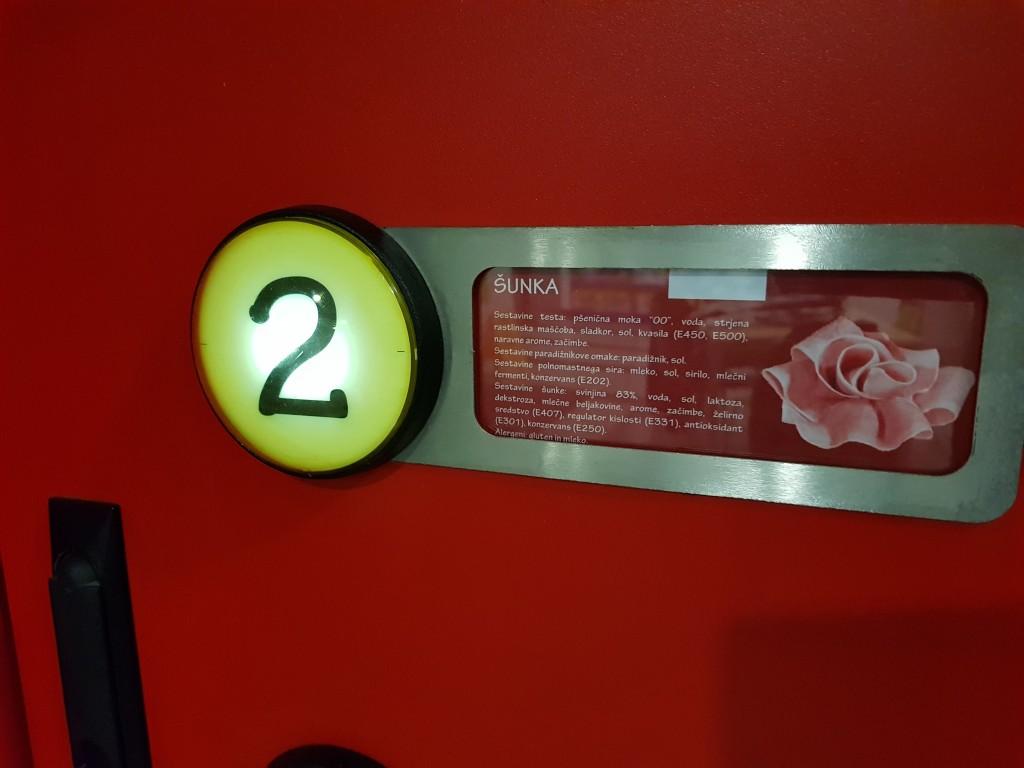 2
ŠUNKA
Sestavine testa: pšenična moka "00", voda, strjena
rastlinska maščoba, sladkor, sol, kvasila (E450, E500),
naravne arome, začimbe.
Sestavine paradižnikove omake: paradižnik, sol.
Sestavine polnomastnega sira: mleko, sol, sirilo, mlečni
fermenti, konzervans (E202).
Sestavine šunke: svinjina 83%, voda, sol, laktoza,
dekstroza, mlečne beljakovine, arome, začimbe, želirno
sredstvo (E407), regulator kislosti (E331), antioksidant
(E301), konzervans (E250).
Alergeni: gluten in mleko.